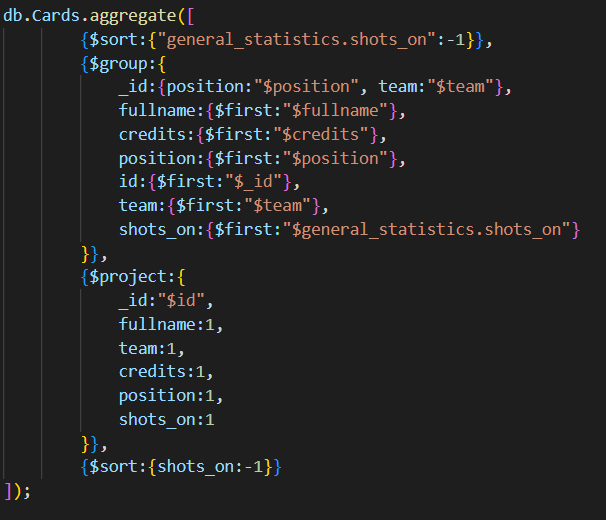 db.Cards.aggregate([
{$sort:{"general_statistics.shots_on":-1}},
{$group:{
_id:{position:"$position", team:"$team"},
fullname:{$first:"$fullname"},
credits:{$first:"$credits"},
position:{$first:"$position"},
id:{$first:"$_id"},
team:{$first:"$team"},
shots_on:{$first:"$general_statistics.shots_on"}
}},
{$project:{
_id:"$id",
fullname:1,
team:1,
credits:1,
position:1,
shots_on:1
}},
{$sort:{shots_on:-1}}
]);